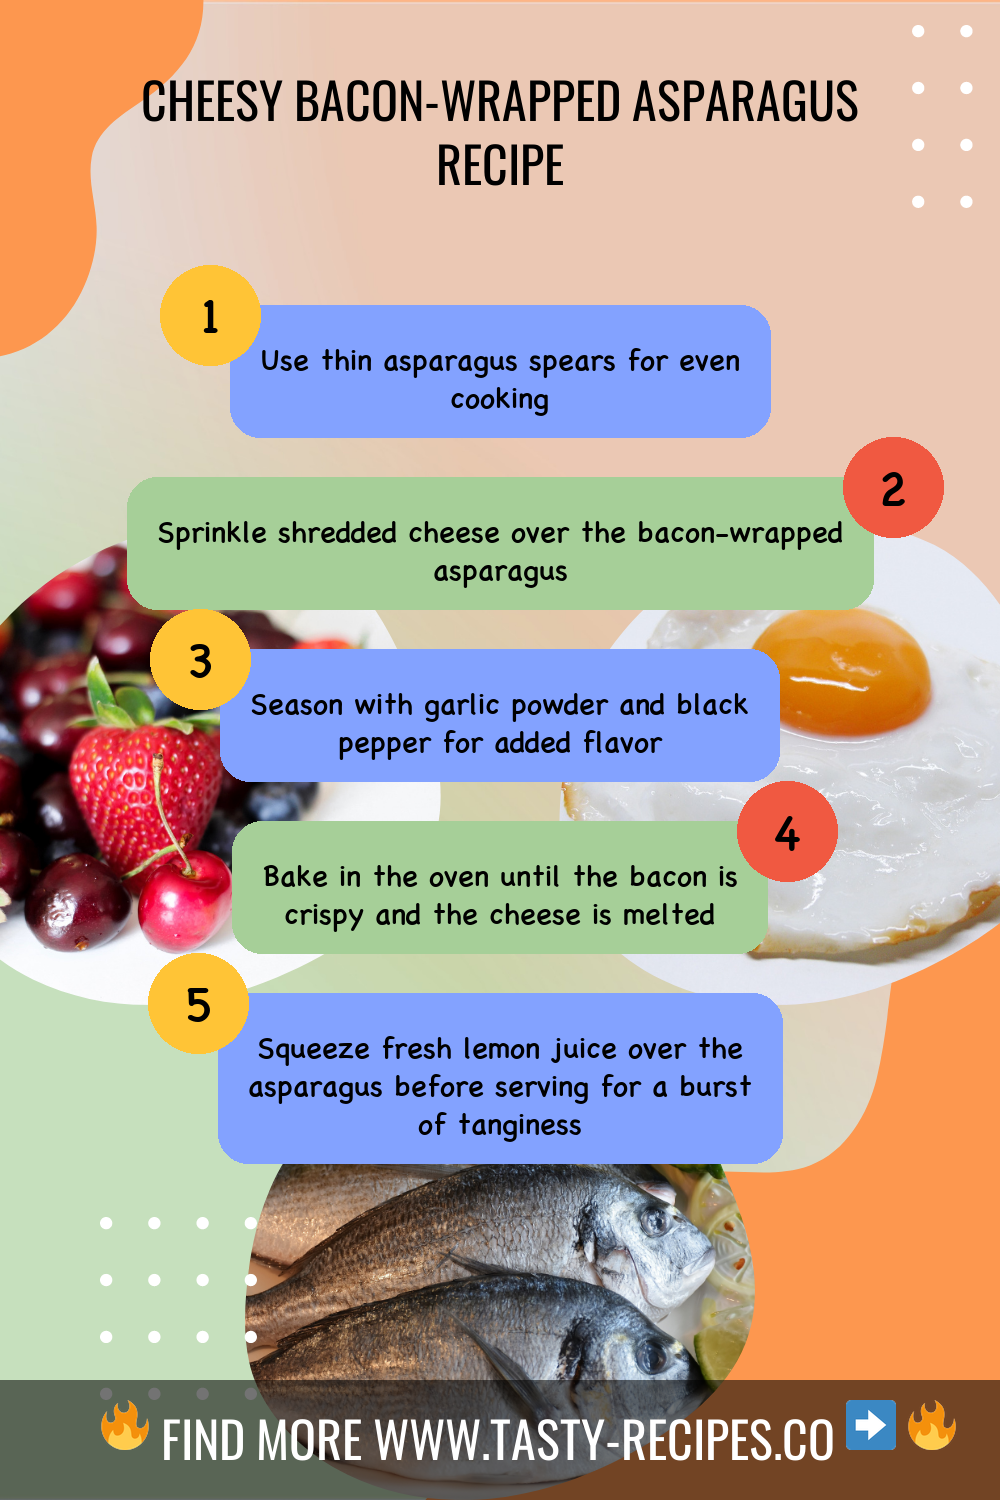 CHEESY BACON-WRAPPED ASPARAGUS
RECIPE
1
Use thin asparagus spears for even
cooking
2
Sprinkle shredded cheese over the bacon-wrapped
asparagus
3
Season with garlic powder and black
pepper for added flavor
4
Bake in the oven until the bacon is
crispy and the cheese is melted
5
Squeeze fresh lemon juice over the
asparagus before serving for a burst
of tanginess
FIND MORE WWW.TASTY-RECIPES.CO